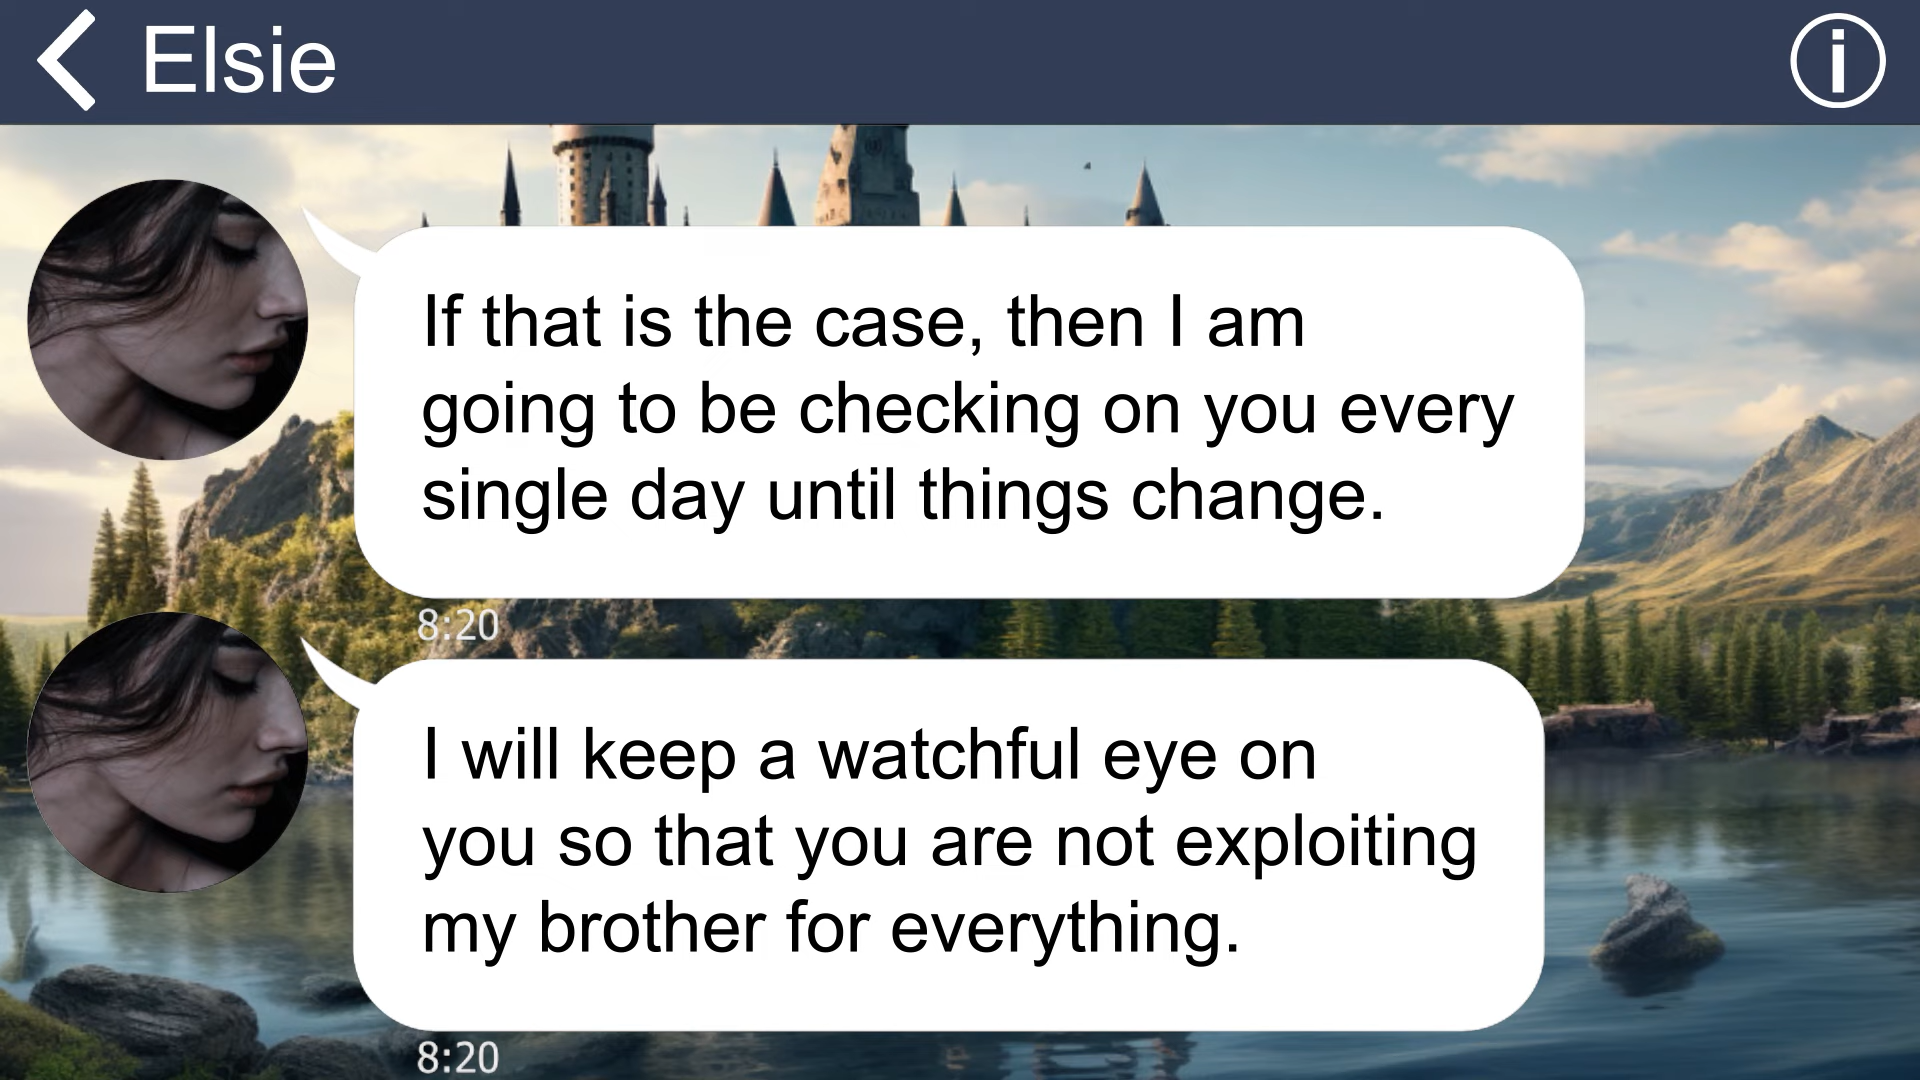 Elsie
If that is the case, then I am
going to be checking on you every
single day until things change.
8:20
I will keep a watchful eye on
you so that you are not exploiting
my brother for everything.
8:20